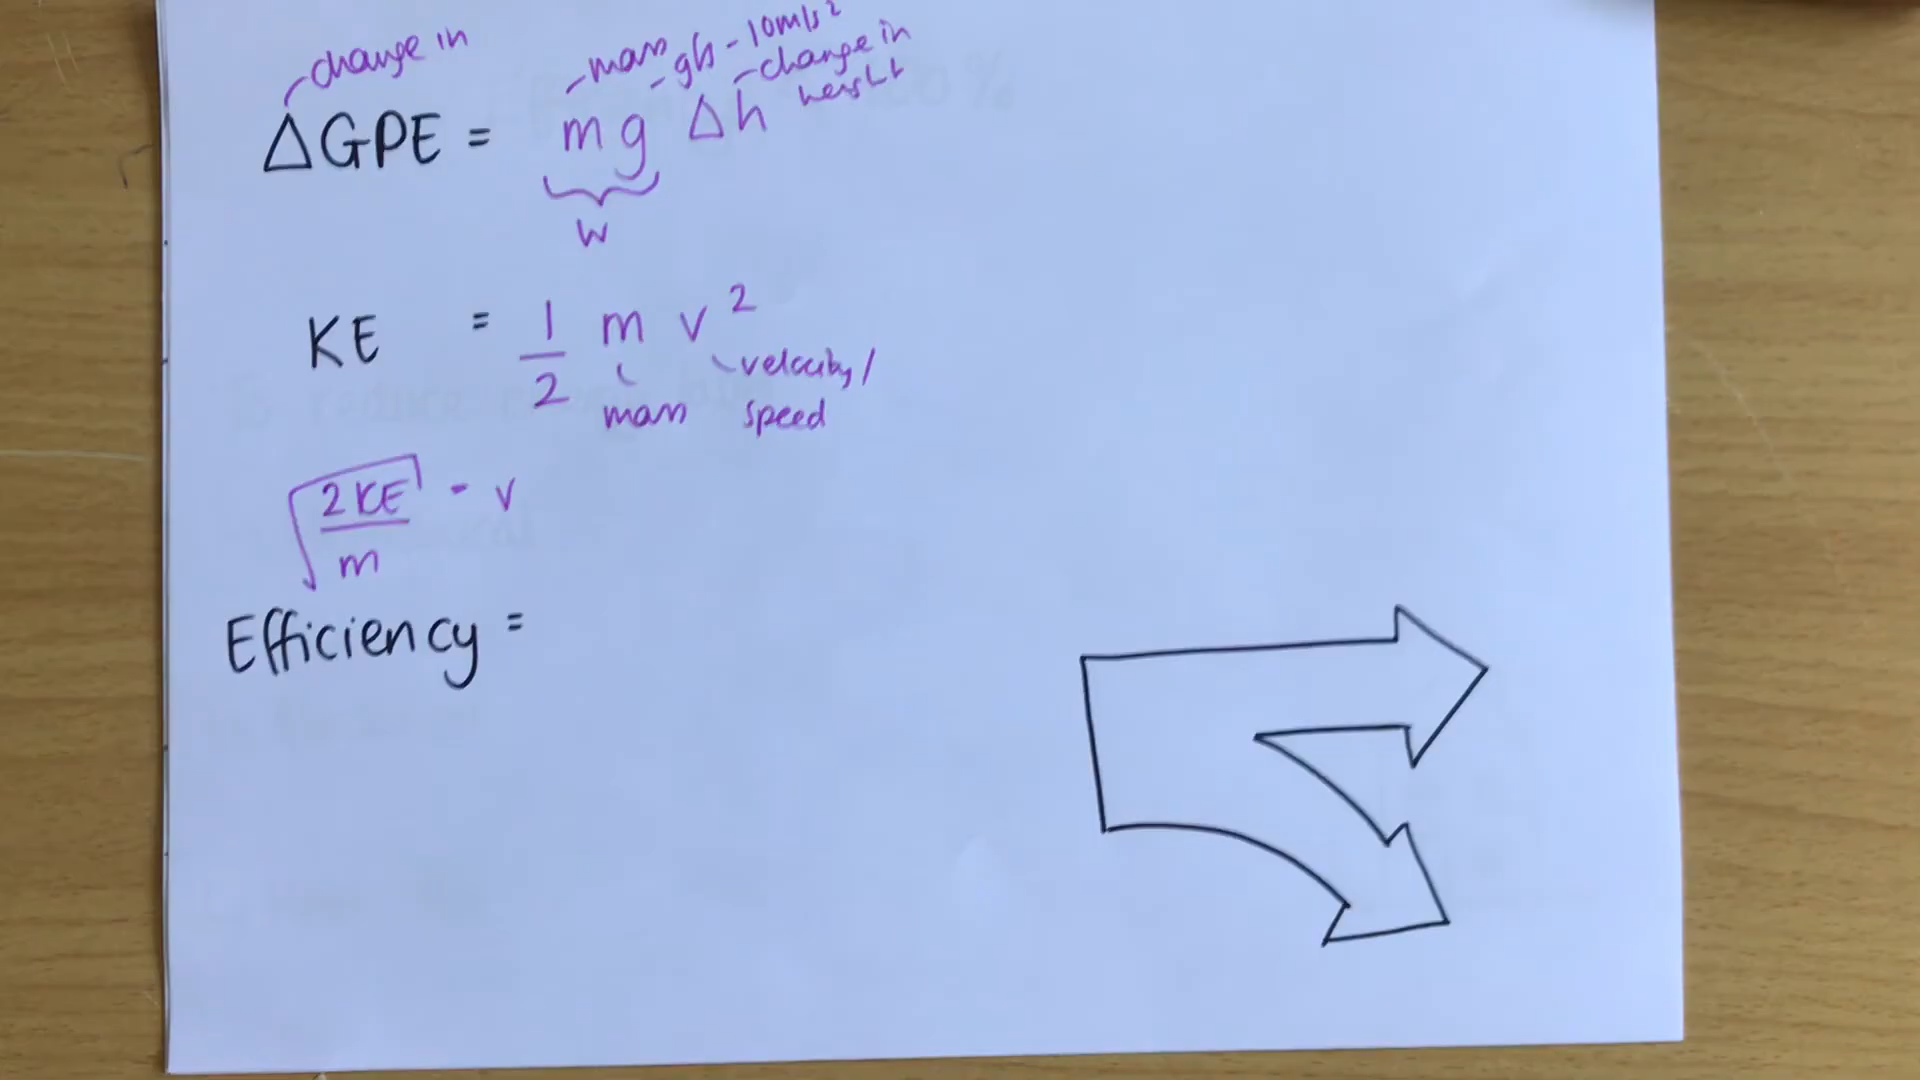 change in
mass
gfs - 10m/s²
change in
height
ΔGPE = mg Δh
W
KE = 1/2 m v²
mass
velocity/
speed
√2KE/m = v
Efficiency =